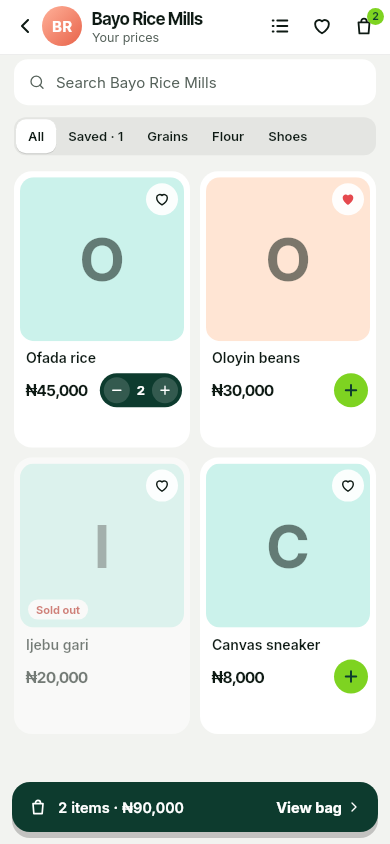 BR
Bayo Rice Mills
Your prices
2
Search Bayo Rice Mills
All
Saved · 1
Grains
Flour
Shoes
O
O
Ofada rice
₦45,000
2
Oloyin beans
₦30,000
I
C
Sold out
Ijebu gari
₦20,000
Canvas sneaker
₦8,000
2 items · ₦90,000
View bag